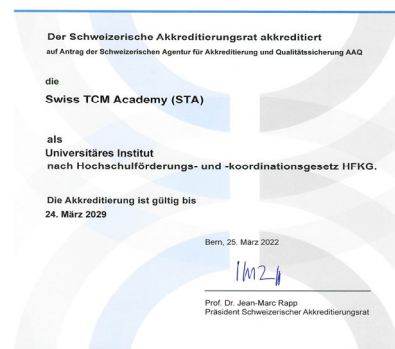 Der Schweizerische Akkreditierungsrat akkreditiert
auf Antrag der Schweizerischen Agentur für Akkreditierung und Qualitätssicherung AAQ
die
Swiss TCM Academy (STA)
als
Universitäres Institut
nach Hochschulförderungs- und -koordinationsgesetz HFKG.
Die Akkreditierung ist gültig bis
24. März 2029
Bern, 25. März 2022
Prof. Dr. Jean-Marc Rapp
Präsident Schweizerischer Akkreditierungsrat